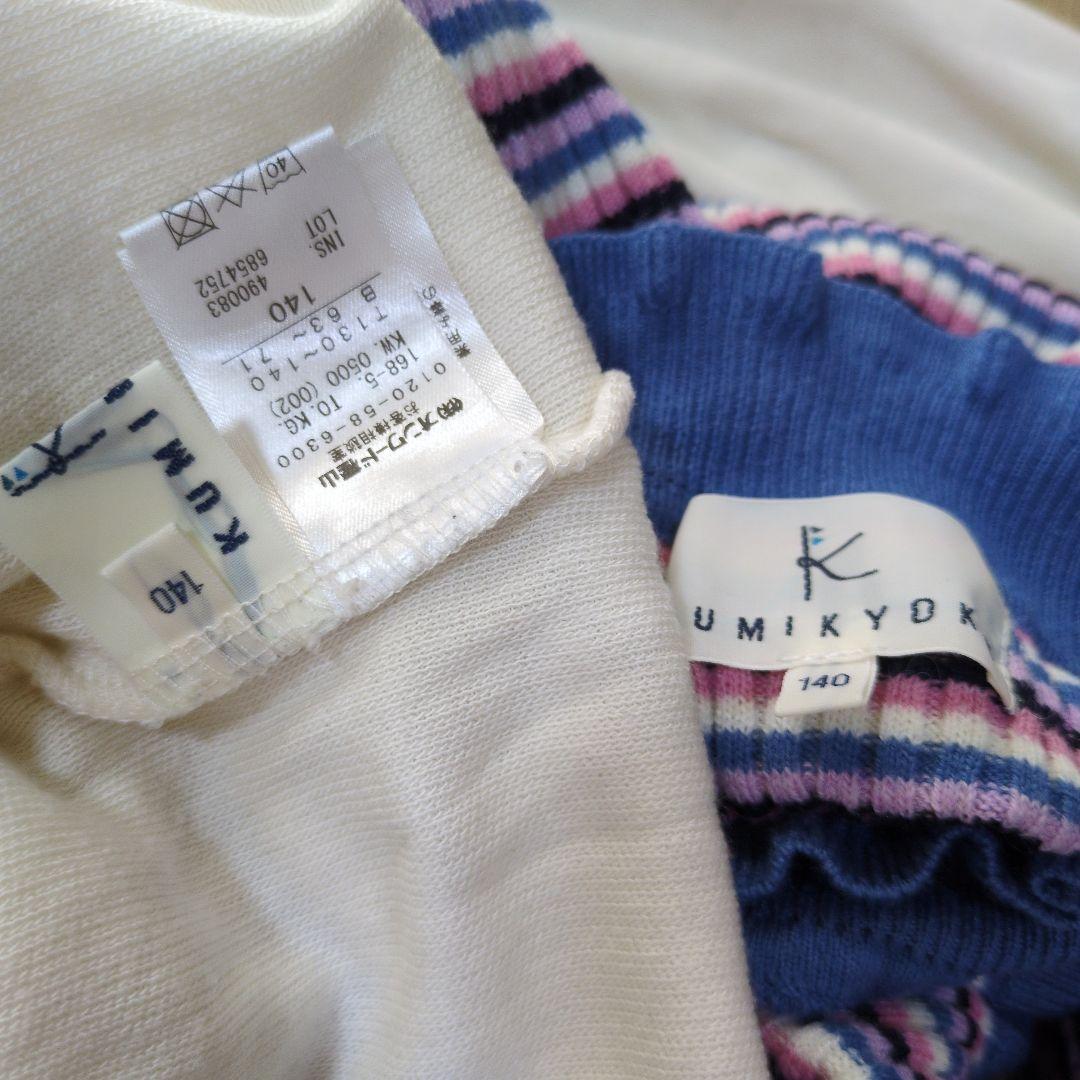 INS. 490083
LOT 6854752
140
B 63~ 71
T130~140
KW. 0500 (002)
168-5. TO. KG.
0120-58-6300
お客様相談室
㈱オンワード樫山
40
KUMI
140
K
UMIKYOK
140